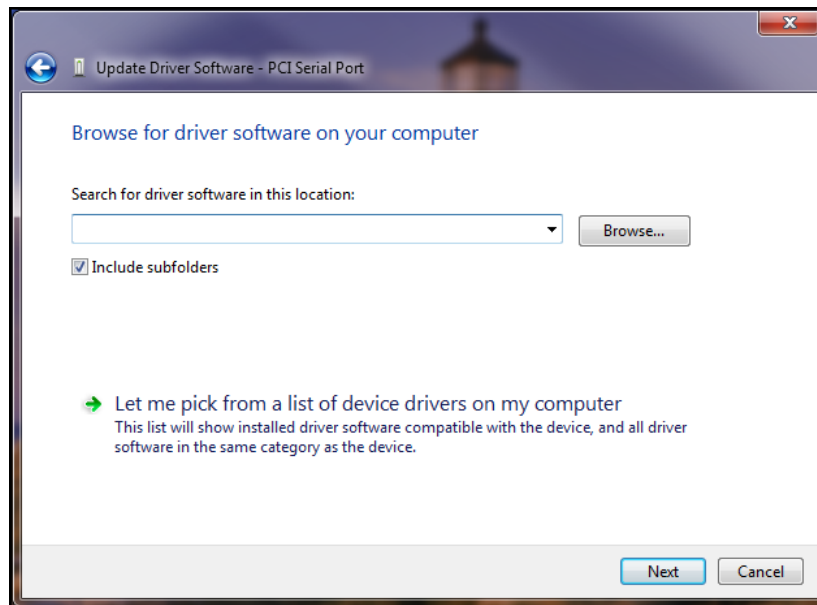 Update Driver Software - PCI Serial Port
Browse for driver software on your computer
Search for driver software in this location:
Browse...
Include subfolders
Let me pick from a list of device drivers on my computer
This list will show installed driver software compatible with the device, and all driver
software in the same category as the device.
Next
Cancel